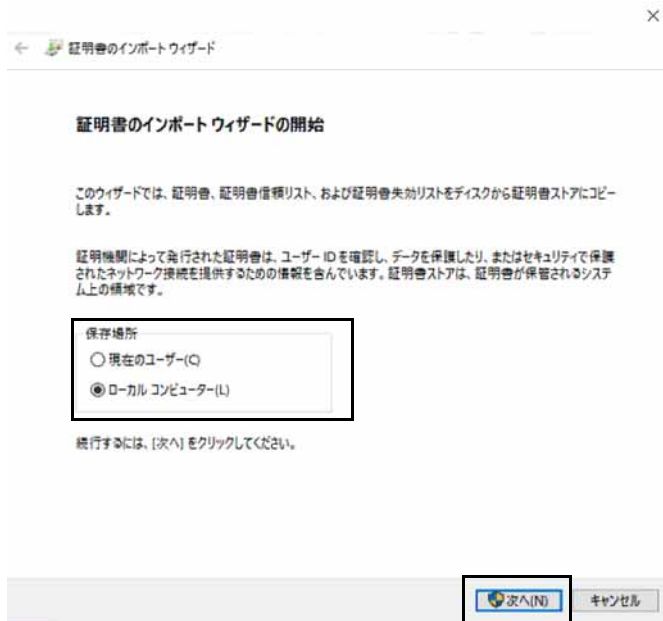 証明書のインポート ウィザード
証明書のインポート ウィザードの開始
このウィザードでは、証明書、証明書信頼リスト、および証明書失効リストをディスクから証明書ストアにコピー
します。
証明機関によって発行された証明書は、ユーザー ID を確認し、データを保護したり、またはセキュリティで保護
されたネットワーク接続を提供するための情報を含んでいます。証明書ストアは、証明書が保管されるシステ
ム上の領域です。
保存場所
現在のユーザー(C)
ローカル コンピューター(L)
続行するには、[次へ] をクリックしてください。
次へ(N)
キャンセル